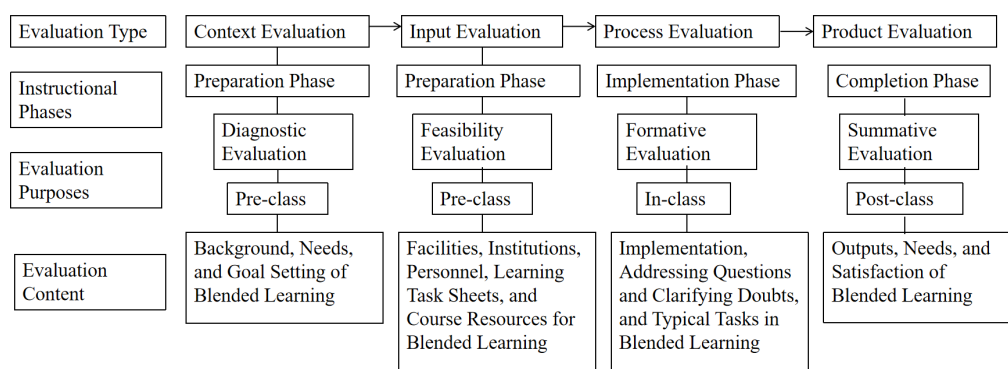 Evaluation Type
Context Evaluation
Input Evaluation
Process Evaluation
Product Evaluation
Instructional
Phases
Preparation Phase
Preparation Phase
Implementation Phase
Completion Phase
Evaluation
Purposes
Diagnostic
Evaluation
Feasibility
Evaluation
Formative
Evaluation
Summative
Evaluation
Pre-class
Pre-class
In-class
Post-class
Evaluation
Content
Background, Needs,
and Goal Setting of
Blended Learning
Facilities, Institutions,
Personnel, Learning
Task Sheets, and
Course Resources for
Blended Learning
Implementation,
Addressing Questions
and Clarifying Doubts,
and Typical Tasks in
Blended Learning
Outputs, Needs, and
Satisfaction of
Blended Learning